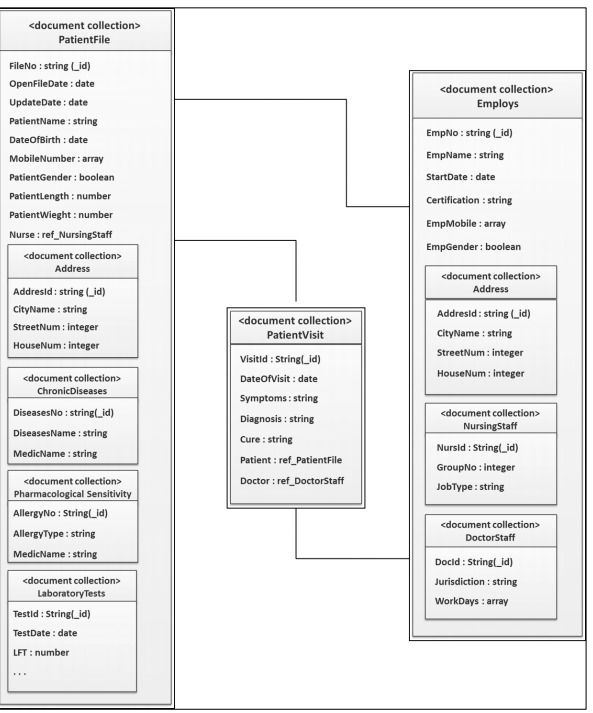 <document collection>
PatientFile
FileNo : string (_id)
OpenFileDate : date
UpdateDate : date
PatientName : string
DateOfBirth : date
MobileNumber : array
PatientGender : boolean
PatientLength : number
PatientWieght : number
Nurse : ref_NursingStaff
<document collection>
Address
AddresId : string (_id)
CityName : string
StreetNum : integer
HouseNum : integer
<document collection>
ChronicDiseases
DiseasesNo : string(_id)
DiseasesName : string
MedicName : string
<document collection>
Pharmacological Sensitivity
AllergyNo : String(_id)
AllergyType : string
MedicName : string
<document collection>
LaboratoryTests
TestId : String(_id)
TestDate : date
LFT : number
. . .
<document collection>
PatientVisit
VisitId : String(_id)
DateOfVisit : date
Symptoms : string
Diagnosis : string
Cure : string
Patient : ref_PatientFile
Doctor : ref_DoctorStaff
<document collection>
Employs
EmpNo : string (_id)
EmpName : string
StartDate : date
Certification : string
EmpMobile : array
EmpGender : boolean
<document collection>
Address
AddresId : string (_id)
CityName : string
StreetNum : integer
HouseNum : integer
<document collection>
NursingStaff
NursId : String(_id)
GroupNo : integer
JobType : string
<document collection>
DoctorStaff
DocId : String(_id)
Jurisdiction : string
WorkDays : array